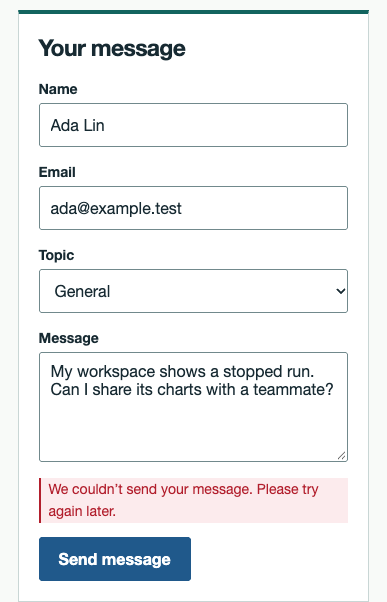 Your message
Name
Ada Lin
Email
ada@example.test
Topic
General
Message
My workspace shows a stopped run.
Can I share its charts with a teammate?
We couldn’t send your message. Please try
again later.
Send message